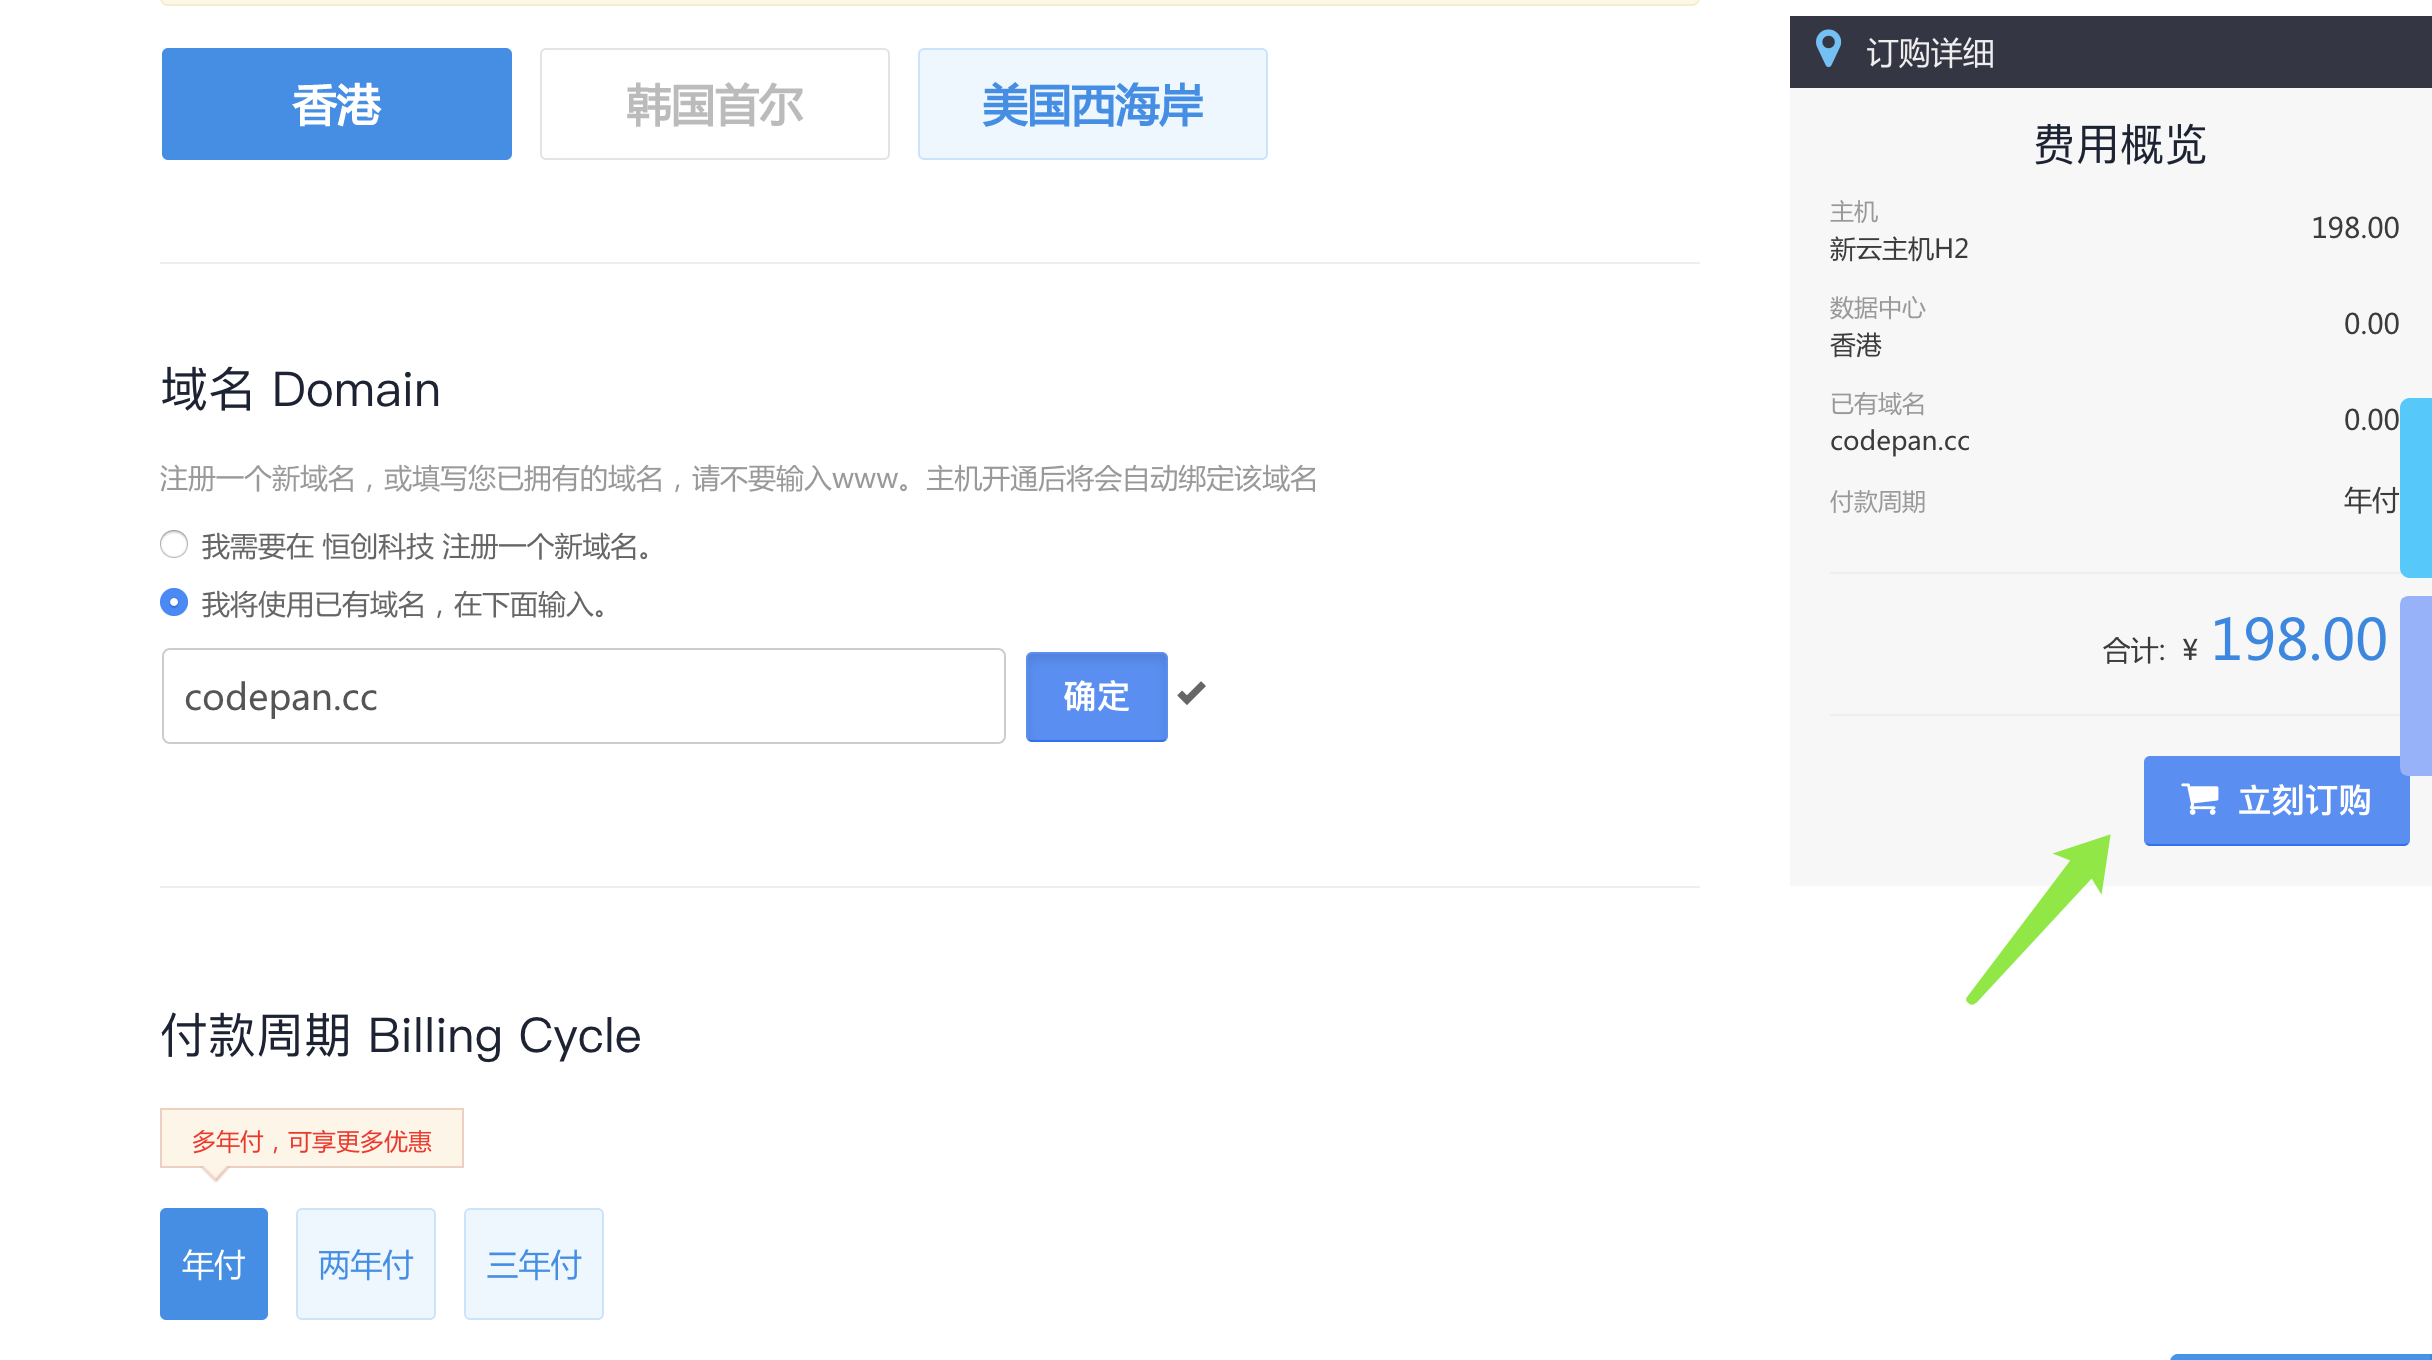 香港
韩国首尔
美国西海岸
域名 Domain
注册一个新域名，或填写您已拥有的域名，请不要输入www。主机开通后将会自动绑定该域名
我需要在 恒创科技 注册一个新域名。
我将使用已有域名，在下面输入。
codepan.cc
确定
付款周期 Billing Cycle
多年付，可享更多优惠
年付
两年付
三年付
订购详细
费用概览
主机
新云主机H2
198.00
数据中心
香港
0.00
已有域名
codepan.cc
0.00
付款周期
年付
合计: ¥ 198.00
立刻订购